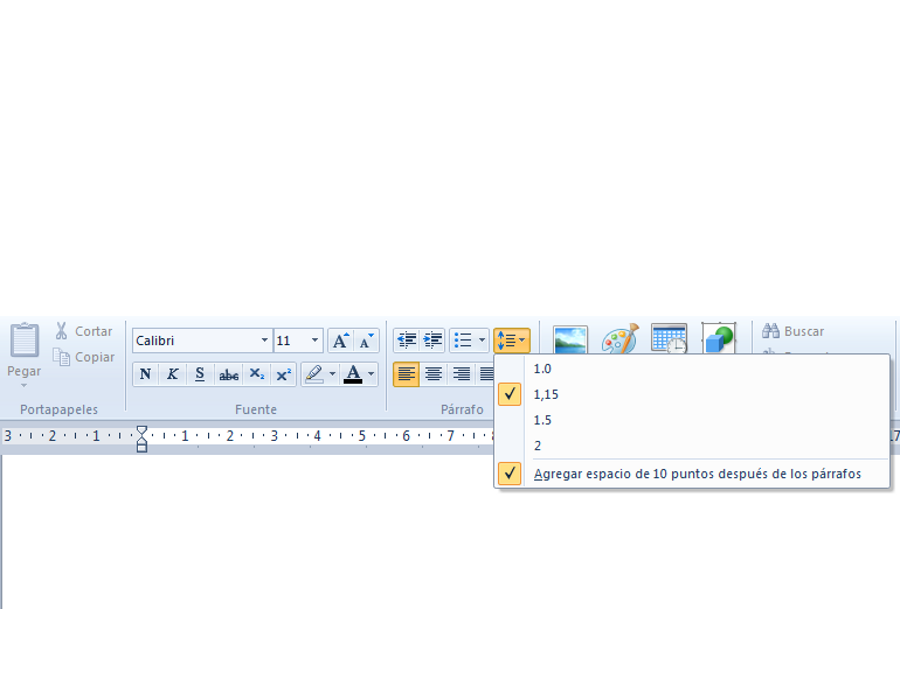 Cortar
Copiar
Pegar
Portapapeles
Calibri
11
N K S abc X₂ X²
A
Fuente
Párrafo
Buscar
3 2 1 1 2 3 4 5 6 7 8 17
1.0
1,15
1.5
2
Agregar espacio de 10 puntos después de los párrafos